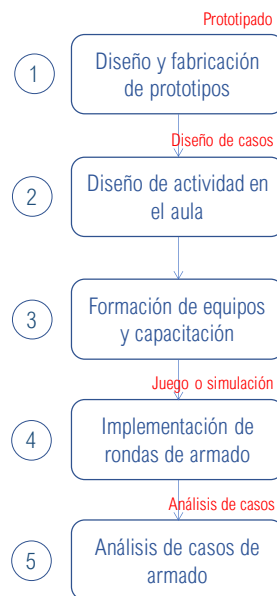 Prototipado
1
Diseño y fabricación
de prototipos
Diseño de casos
2
Diseño de actividad en
el aula
3
Formación de equipos
y capacitación
Juego o simulación
4
Implementación de
rondas de armado
Análisis de casos
5
Análisis de casos de
armado